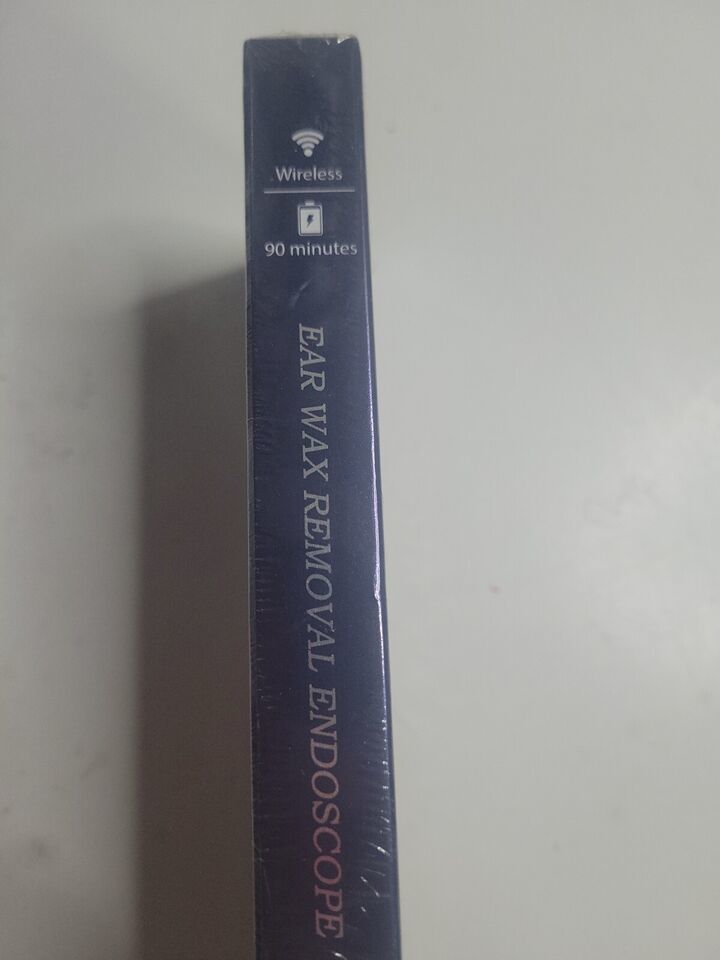 Wireless
90 minutes
EAR WAX REMOVAL ENDOSCOPE